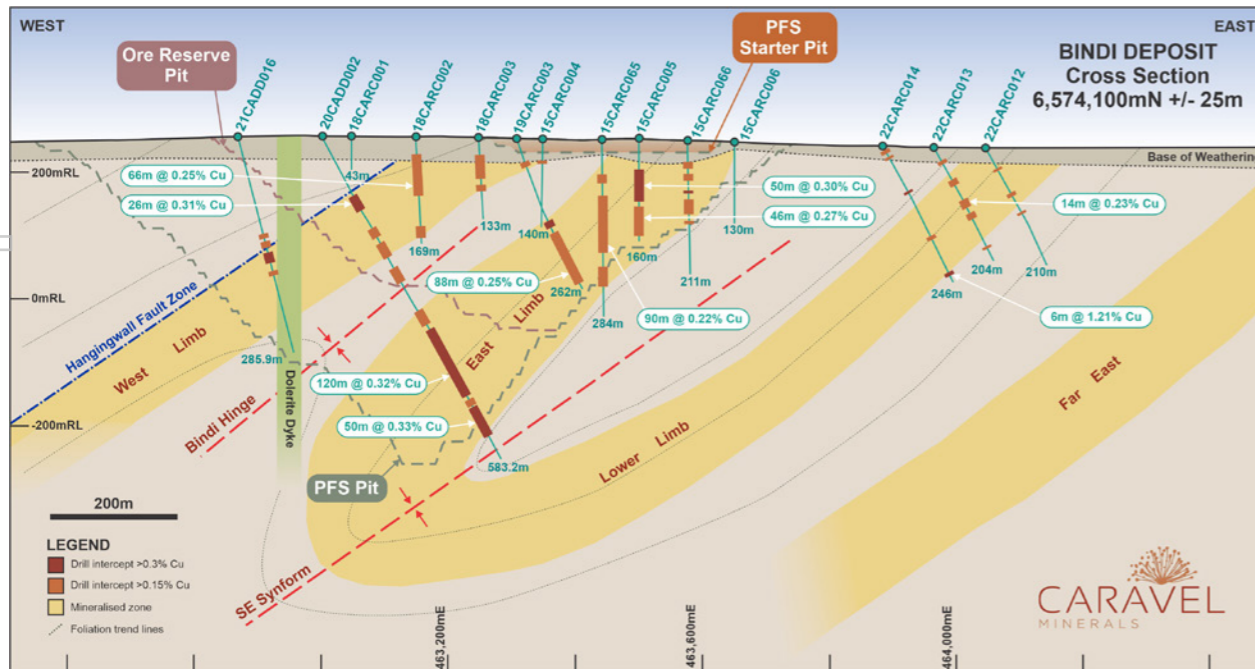 WEST
EAST
BINDI DEPOSIT
Cross Section
6,574,100mN +/- 25m
Ore Reserve
Pit
PFS
Starter Pit
21CADD016
20CADD002
18CARC001
18CARC002
18CARC003
19CARC003
15CARC004
15CARC065
15CARC005
15CARC066
15CARC006
22CARC014
22CARC013
22CARC012
Base of Weathering
200mRL
0mRL
-200mRL
66m @ 0.25% Cu
26m @ 0.31% Cu
43m
169m
133m
140m
88m @ 0.25% Cu
262m
284m
50m @ 0.30% Cu
46m @ 0.27% Cu
160m
211m
130m
90m @ 0.22% Cu
14m @ 0.23% Cu
204m
210m
246m
6m @ 1.21% Cu
285.9m
120m @ 0.32% Cu
50m @ 0.33% Cu
583.2m
Hangingwall Fault Zone
West Limb
Bindi Hinge
Dolerite Dyke
East Limb
Lower Limb
Far East
PFS Pit
SE Synform
200m
LEGEND
Drill intercept >0.3% Cu
Drill intercept >0.15% Cu
Mineralised zone
Foliation trend lines
463,200mE
463,600mE
464,000mE
CARAVEL
MINERALS